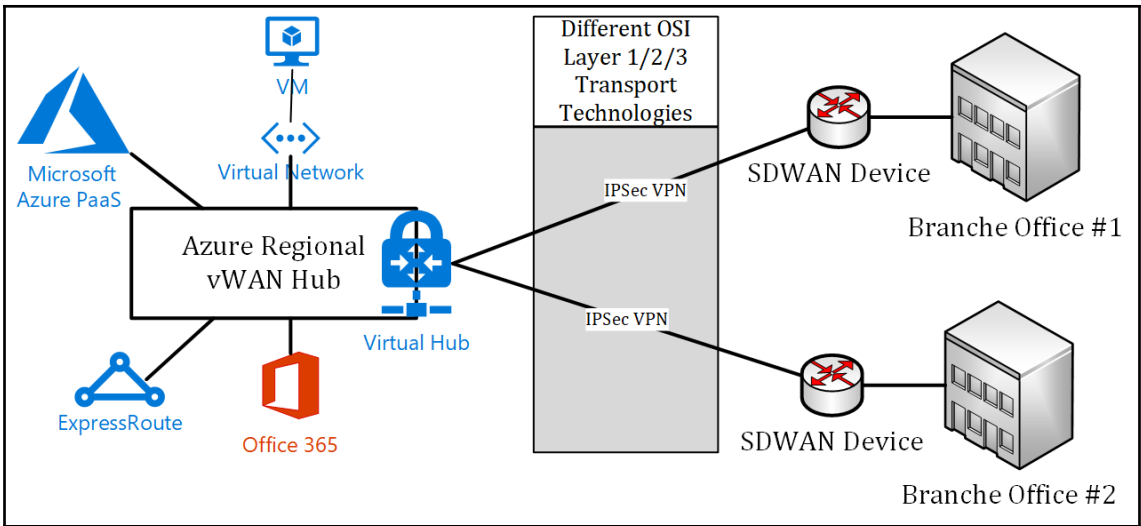 Different OSI
Layer 1/2/3
Transport
Technologies
VM
Virtual Network
Microsoft
Azure PaaS
IPSec VPN
SDWAN Device
Branche Office #1
Azure Regional
vWAN Hub
Virtual Hub
IPSec VPN
ExpressRoute
Office 365
SDWAN Device
Branche Office #2